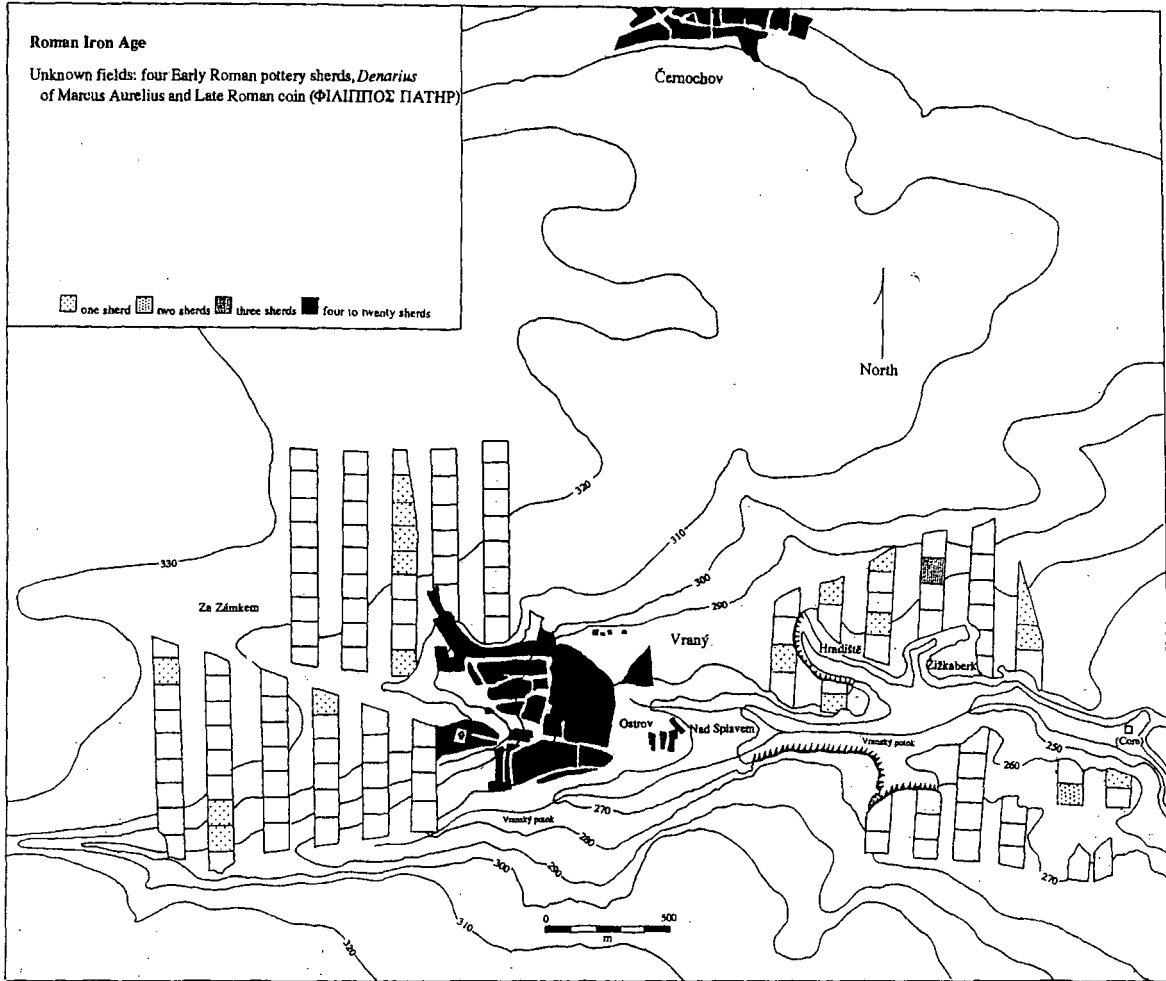 Roman Iron Age
Unknown fields: four Early Roman pottery sherds, Denarius
of Marcus Aurelius and Late Roman coin (ΦΙΛΙΠΠΟΣ ΠΑΤΗΡ)
one sherd two sherds three sherds four to twenty sherds
Černochov
North
320
330
310
300
290
Za Zámkem
Vraný
Hradiště
Žižkaberk
Ostrov
Nad Splavem
Vranský potok
250
(Core)
260
270
Vranský potok
280
290
300
270
310
320
0 500
m